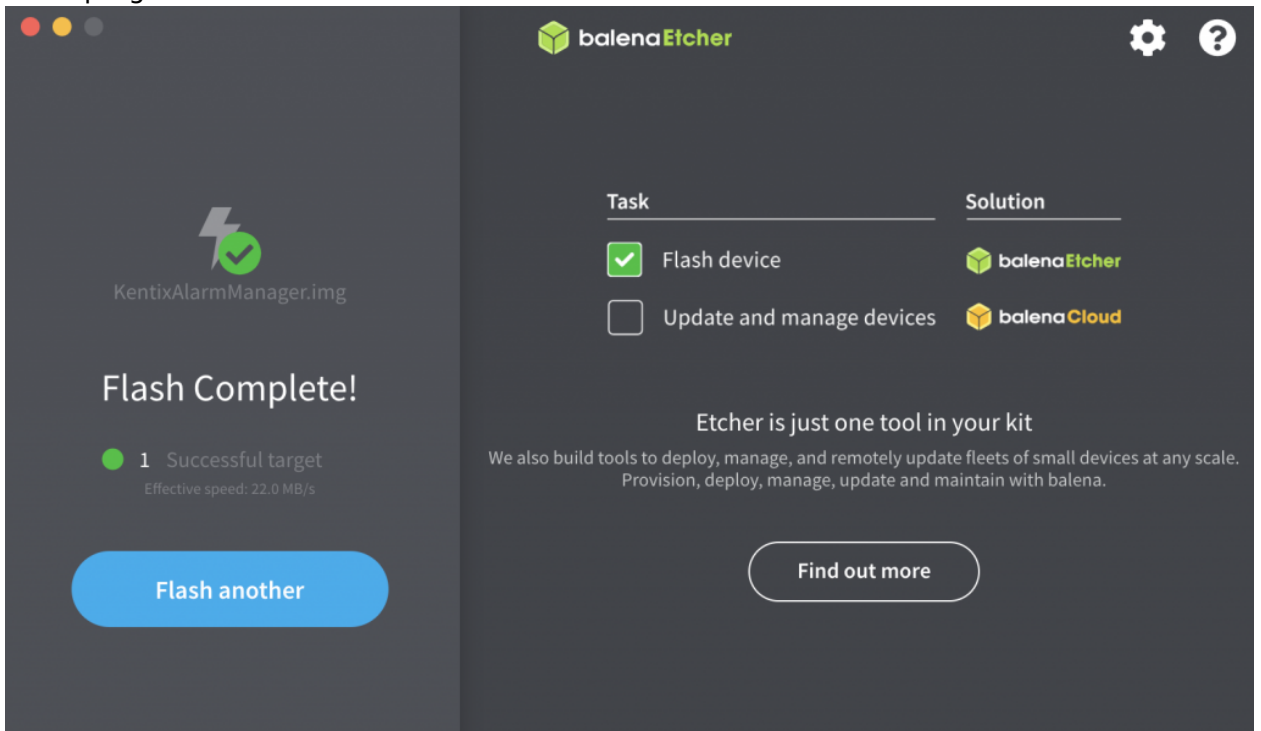 balenaEtcher
KentixAlarmManager.img
Flash Complete!
1 Successful target
Effective speed: 22.0 MB/s
Flash another
Task Solution
Flash device balenaEtcher
Update and manage devices balenaCloud
Etcher is just one tool in your kit
We also build tools to deploy, manage, and remotely update fleets of small devices at any scale.
Provision, deploy, manage, update and maintain with balena.
Find out more